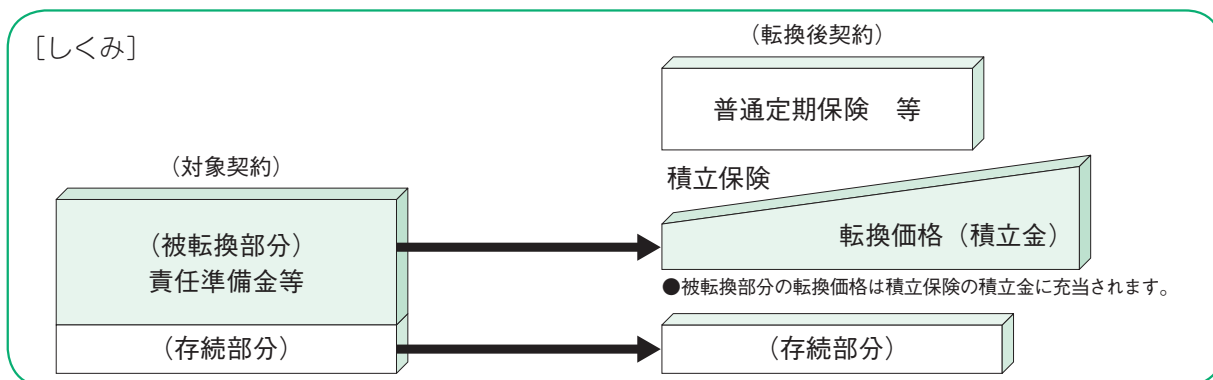 [しくみ]
（対象契約）
（被転換部分）
責任準備金等
（存続部分）
（転換後契約）
普通定期保険　等
積立保険
転換価格（積立金）
●被転換部分の転換価格は積立保険の積立金に充当されます。
（存続部分）